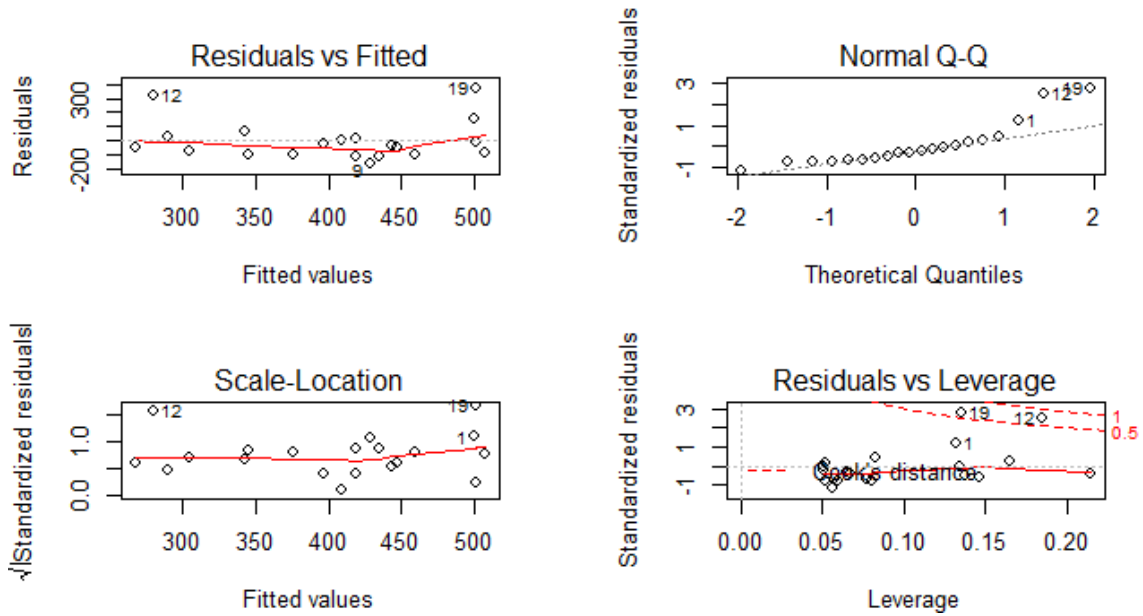 Residuals vs Fitted
Residuals
300
-200
12
19
9
300 350 400 450 500
Fitted values
Normal Q-Q
Standardized residuals
3
1
-1
12
19
1
-2 -1 0 1 2
Theoretical Quantiles
Scale-Location
√|Standardized residuals|
1.0
0.0
12
19
1
300 350 400 450 500
Fitted values
Residuals vs Leverage
Standardized residuals
3
1
-1
19
12
1
1
0.5
Cook's distance
0.00 0.05 0.10 0.15 0.20
Leverage